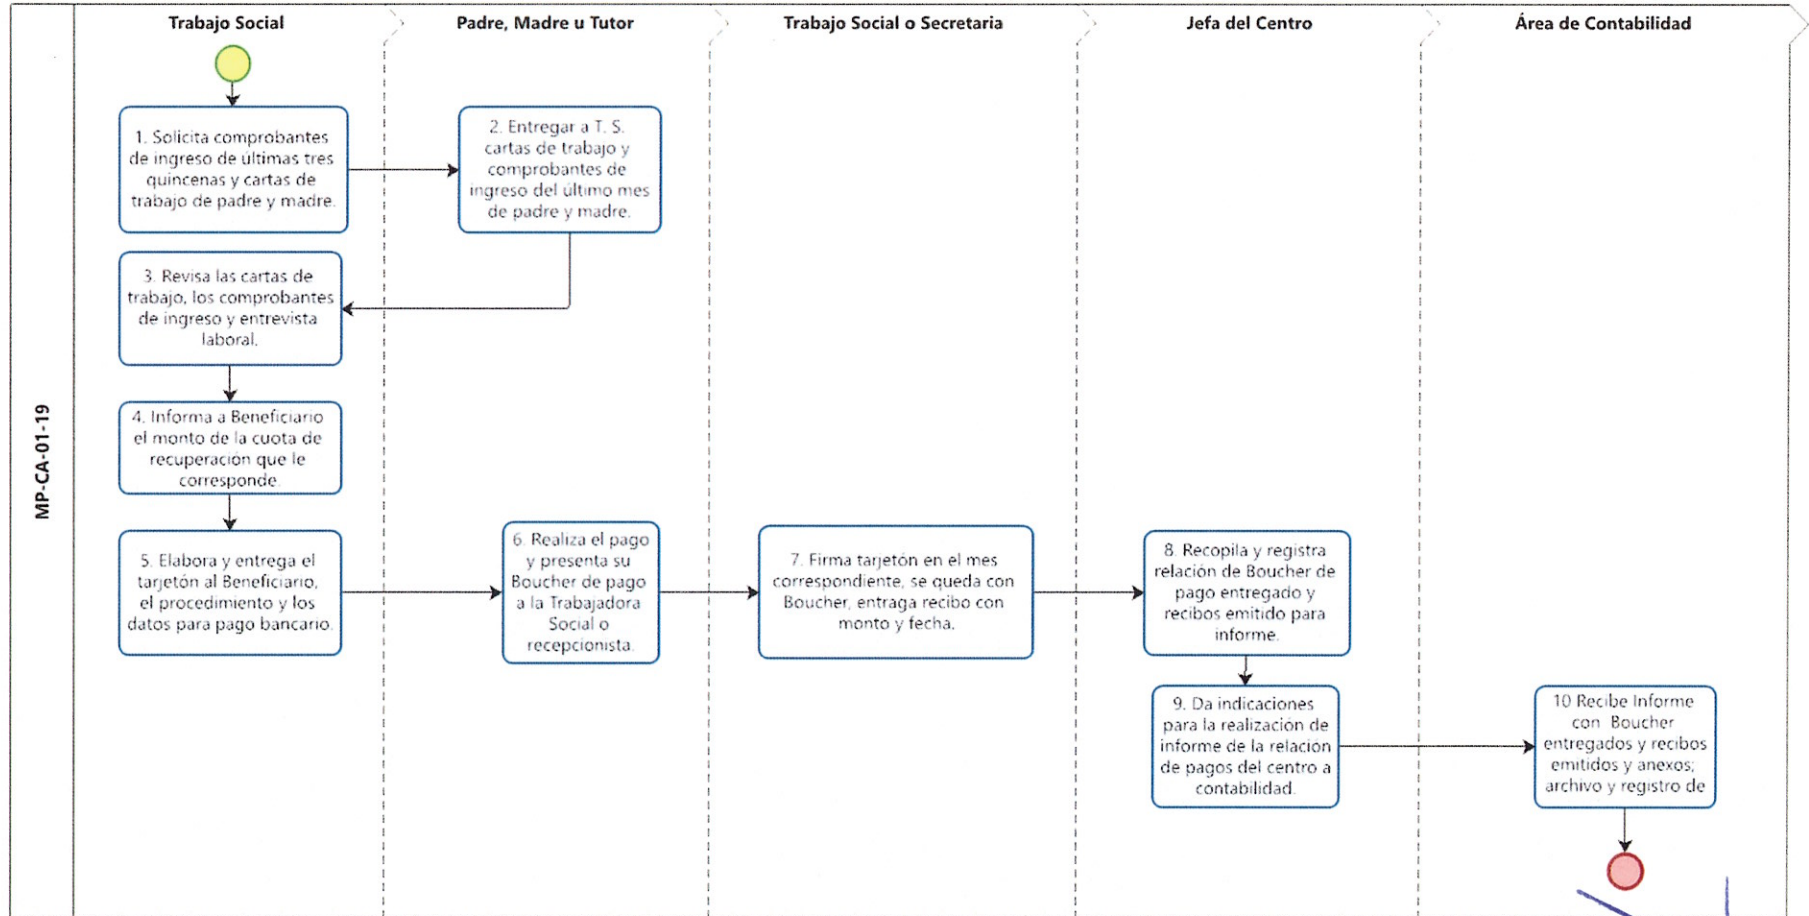 Trabajo Social
Padre, Madre u Tutor
Trabajo Social o Secretaria
Jefa del Centro
Área de Contabilidad
MP-CA-01-19
1. Solicita comprobantes
de ingreso de últimas tres
quincenas y cartas de
trabajo de padre y madre.
2. Entregar a T. S.
cartas de trabajo y
comprobantes de
ingreso del último mes
de padre y madre.
3. Revisa las cartas de
trabajo, los comprobantes
de ingreso y entrevista
laboral.
4. Informa a Beneficiario
el monto de la cuota de
recuperación que le
corresponde.
5. Elabora y entrega el
tarjetón al Beneficiario,
el procedimiento y los
datos para pago bancario.
6. Realiza el pago
y presenta su
Boucher de pago
a la Trabajadora
Social o
recepcionista.
7. Firma tarjetón en el mes
correspondiente, se queda con
Boucher, entraga recibo con
monto y fecha.
8. Recopila y registra
relación de Boucher de
pago entregado y
recibos emitido para
informe.
9. Da indicaciones
para la realización de
informe de la relación
de pagos del centro a
contabilidad.
10 Recibe Informe
con Boucher
entregados y recibos
emitidos y anexos;
archivo y registro de